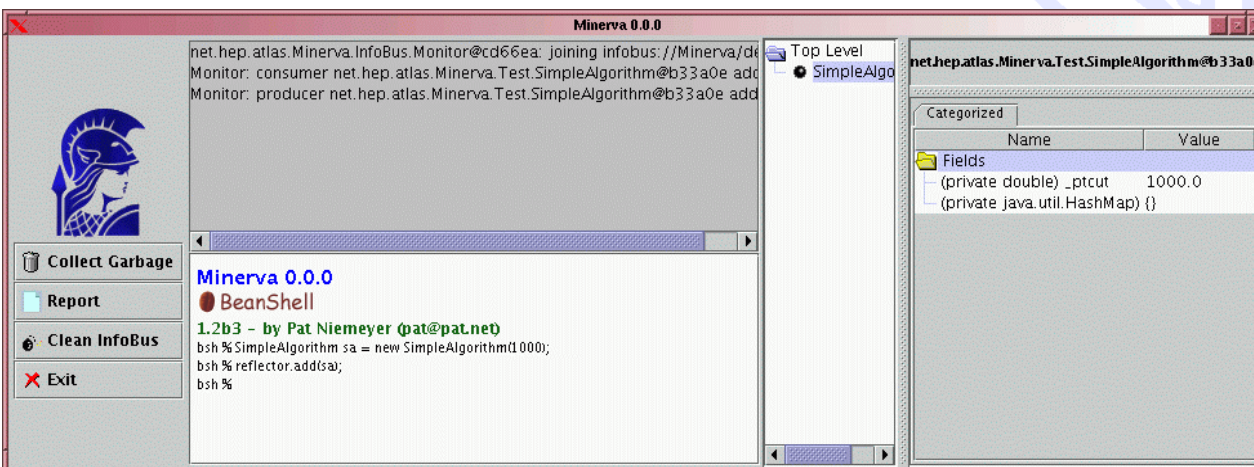 Minerva 0.0.0
net.hep.atlas.Minerva.InfoBus.Monitor@cd66ea: joining infobus://Minerva/de
Monitor: consumer net.hep.atlas.Minerva.Test.SimpleAlgorithm@b33a0e add
Monitor: producer net.hep.atlas.Minerva.Test.SimpleAlgorithm@b33a0e add
Collect Garbage
Report
Clean InfoBus
Exit
Minerva 0.0.0
BeanShell
1.2b3 - by Pat Niemeyer (pat@pat.net)
bsh % SimpleAlgorithm sa = new SimpleAlgorithm(1000);
bsh % reflector.add(sa);
bsh %
Top Level
SimpleAlgo
net.hep.atlas.Minerva.Test.SimpleAlgorithm@b33a0
Categorized
Name Value
Fields
(private double) _ptcut 1000.0
(private java.util.HashMap) {}